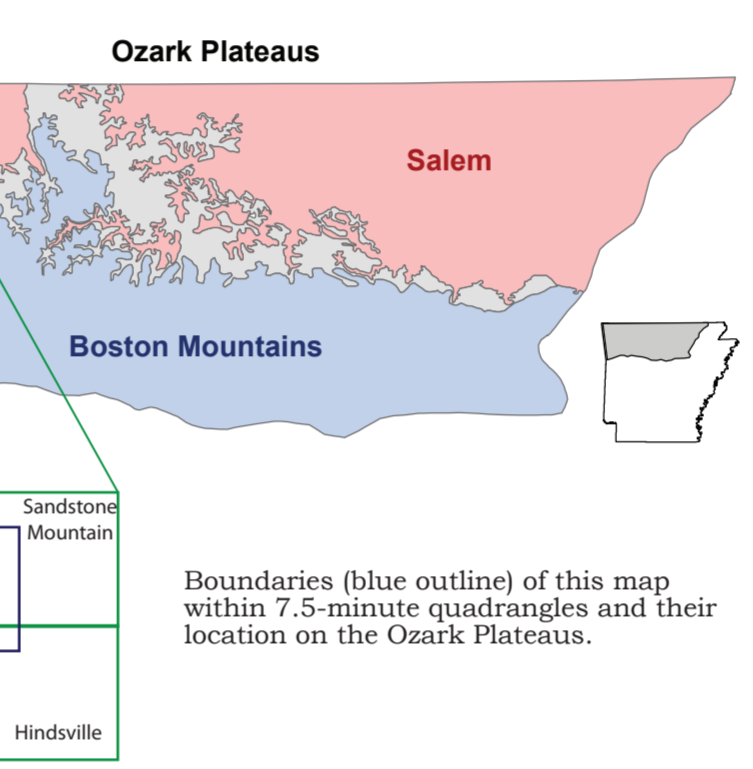 Ozark Plateaus
Salem
Boston Mountains
Sandstone
Mountain
Boundaries (blue outline) of this map
within 7.5-minute quadrangles and their
location on the Ozark Plateaus.
Hindsville